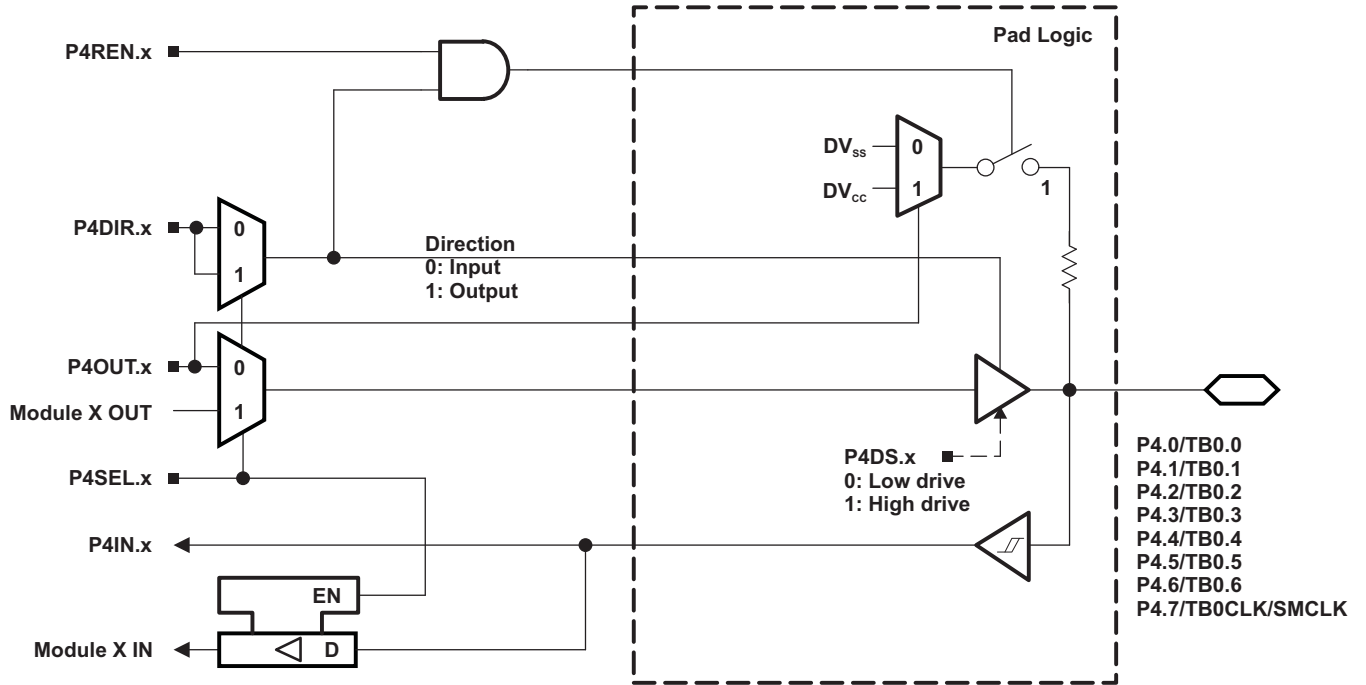 Pad Logic
P4REN.x
DVss
0
DVcc
1
1
P4DIR.x
0
1
Direction
0: Input
1: Output
P4OUT.x
0
Module X OUT
1
P4DS.x
0: Low drive
1: High drive
P4SEL.x
P4IN.x
EN
D
Module X IN
P4.0/TB0.0
P4.1/TB0.1
P4.2/TB0.2
P4.3/TB0.3
P4.4/TB0.4
P4.5/TB0.5
P4.6/TB0.6
P4.7/TB0CLK/SMCLK